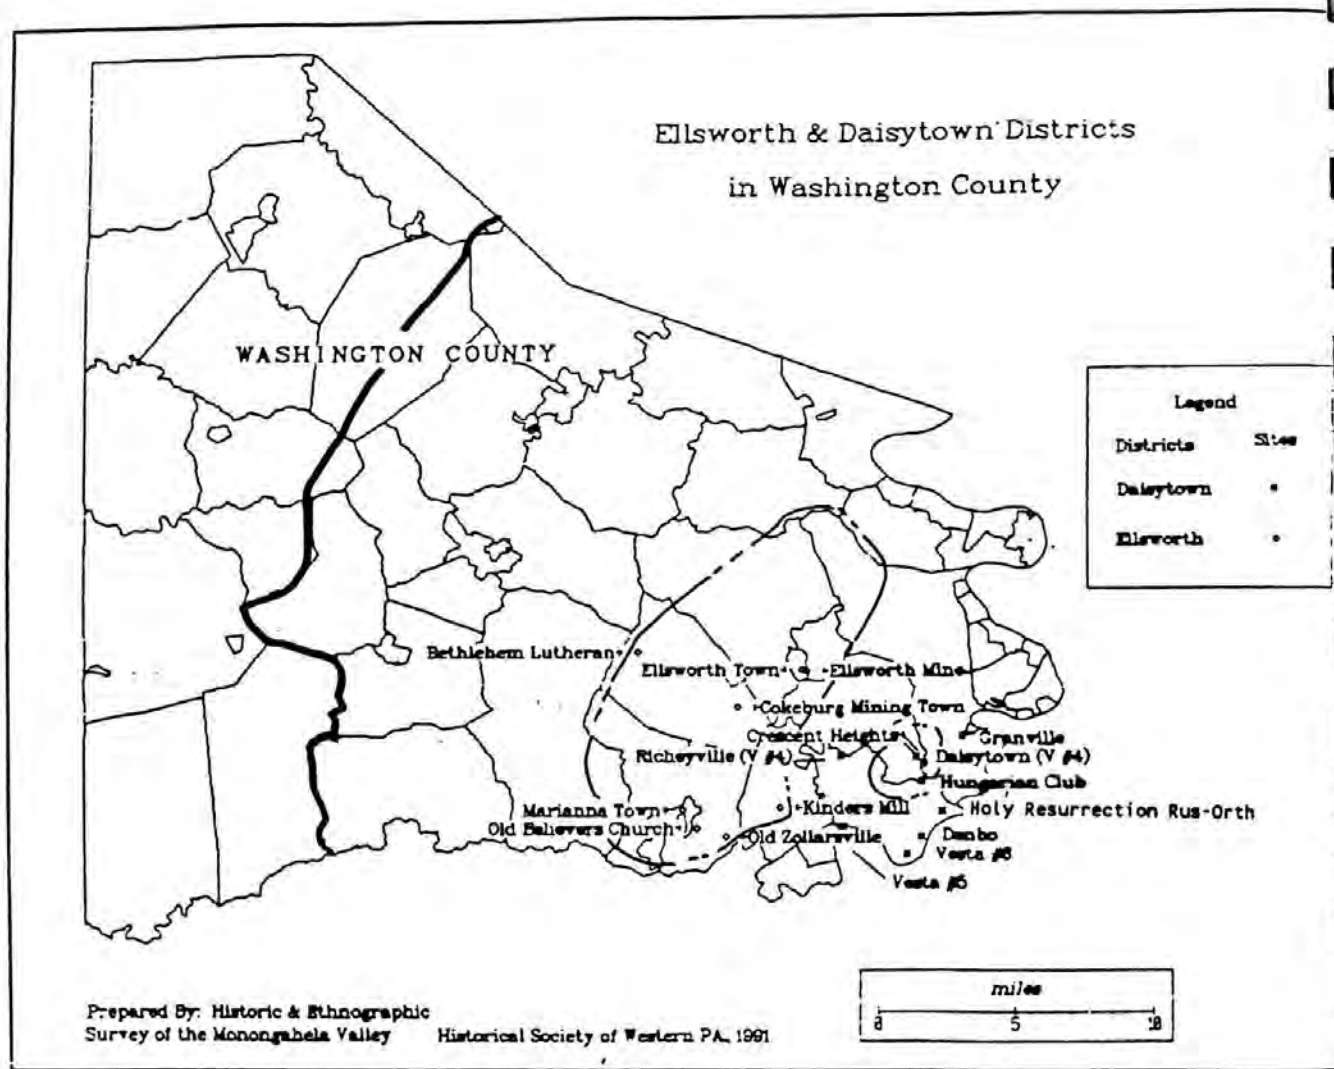 Ellsworth & Daisytown Districts
in Washington County
WASHINGTON COUNTY
Legend
Districts Sites
Daisytown
Ellsworth
Bethlehem Lutheran
Ellsworth Town
Ellsworth Mine
Cokeburg Mining Town
Crescent Heights
Granville
Richeyville (V #4)
Daisytown (V #4)
Hungarian Club
Marianna Town
Kinders Mill
Holy Resurrection Rus-Orth
Old Believers Church
Old Zollarsville
Denbo
Vesta #6
Vesta #5
miles
0 5 10
Prepared By: Historic & Ethnographic
Survey of the Monongahela Valley Historical Society of Western PA, 1991